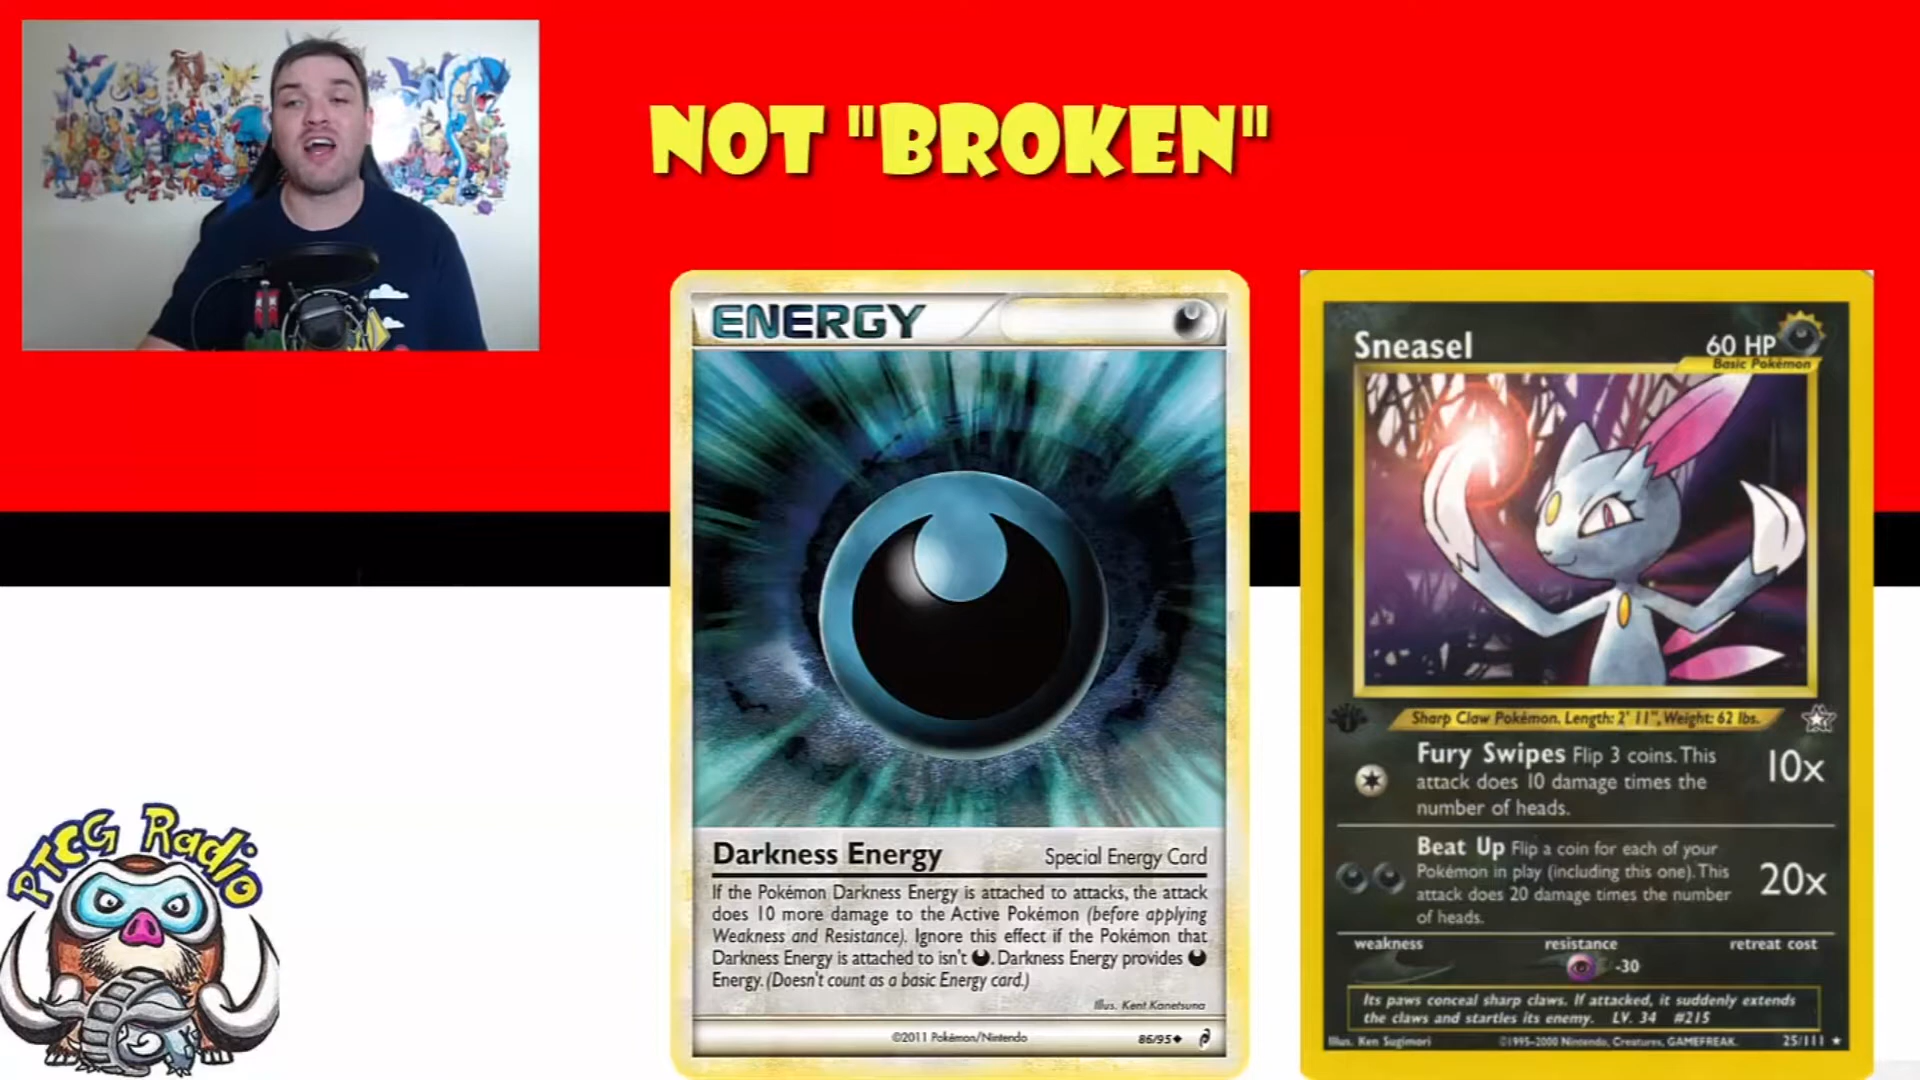 NOT "BROKEN"
ENERGY
Darkness Energy Special Energy Card
If the Pokémon Darkness Energy is attached to attacks, the attack
does 10 more damage to the Active Pokémon (before applying
Weakness and Resistance). Ignore this effect if the Pokémon that
Darkness Energy is attached to isn't . Darkness Energy provides
Energy. (Doesn't count as a basic Energy card.)
Illus. Kent Kanetsuna
©2011 Pokémon/Nintendo 86/95
Sneasel 60 HP
Basic Pokémon
Sharp Claw Pokémon. Length: 2' 11", Weight: 62 lbs.
Fury Swipes Flip 3 coins. This
attack does 10 damage times the
number of heads.
10x
Beat Up Flip a coin for each of your
Pokémon in play (including this one). This
attack does 20 damage times the number
of heads.
20x
weakness resistance retreat cost
-30
Its paws conceal sharp claws. If attacked, it suddenly extends
the claws and startles its enemy. LV. 34 #215
Illus. Ken Sugimori ©1995-2000 Nintendo, Creatures, GAMEFREAK. 25/111
PTCG Radio